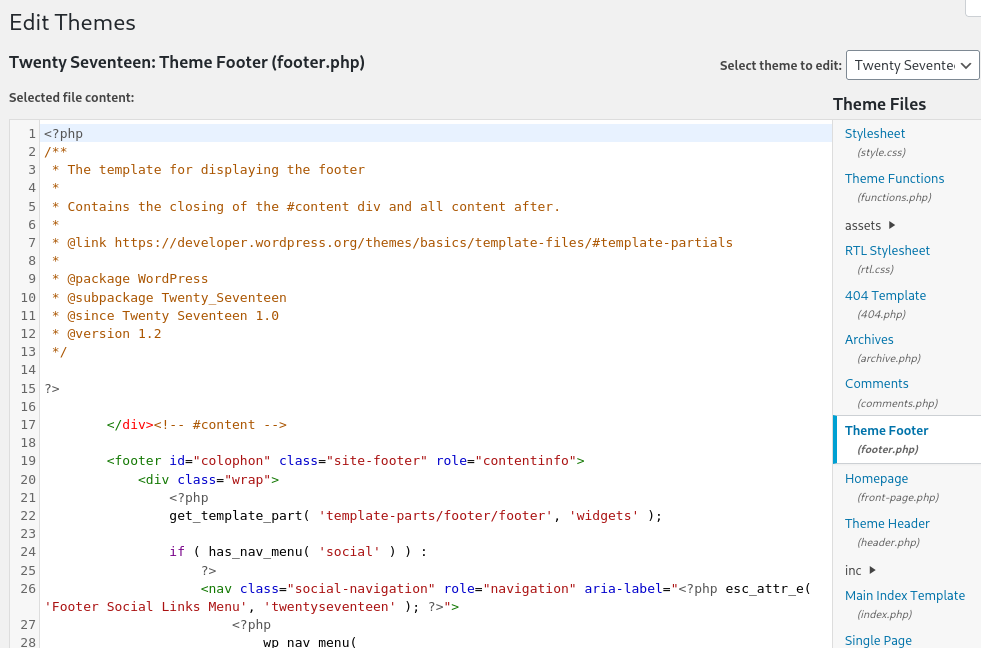 Edit Themes
Twenty Seventeen: Theme Footer (footer.php)
Select theme to edit:
Selected file content:
1 <?php
2 /**
3  * The template for displaying the footer
4  *
5  * Contains the closing of the #content div and all content after.
6  *
7  * @link https://developer.wordpress.org/themes/basics/template-files/#template-partials
8  *
9  * @package WordPress
10  * @subpackage Twenty_Seventeen
11  * @since Twenty Seventeen 1.0
12  * @version 1.2
13  */
14
15 ?>
16
17         </div><!-- #content -->
18
19         <footer id="colophon" class="site-footer" role="contentinfo">
20             <div class="wrap">
21                 <?php
22                 get_template_part( 'template-parts/footer/footer', 'widgets' );
23
24                 if ( has_nav_menu( 'social' ) ) :
25                     ?>
26                     <nav class="social-navigation" role="navigation" aria-label="<?php esc_attr_e(
'Footer Social Links Menu', 'twentyseventeen' ); ?>">
27                         <?php
28                             wp_nav_menu(
Twenty Sevente
Theme Files
Stylesheet
(style.css)
Theme Functions
(functions.php)
assets
RTL Stylesheet
(rtl.css)
404 Template
(404.php)
Archives
(archive.php)
Comments
(comments.php)
Theme Footer
(footer.php)
Homepage
(front-page.php)
Theme Header
(header.php)
inc
Main Index Template
(index.php)
Single Page